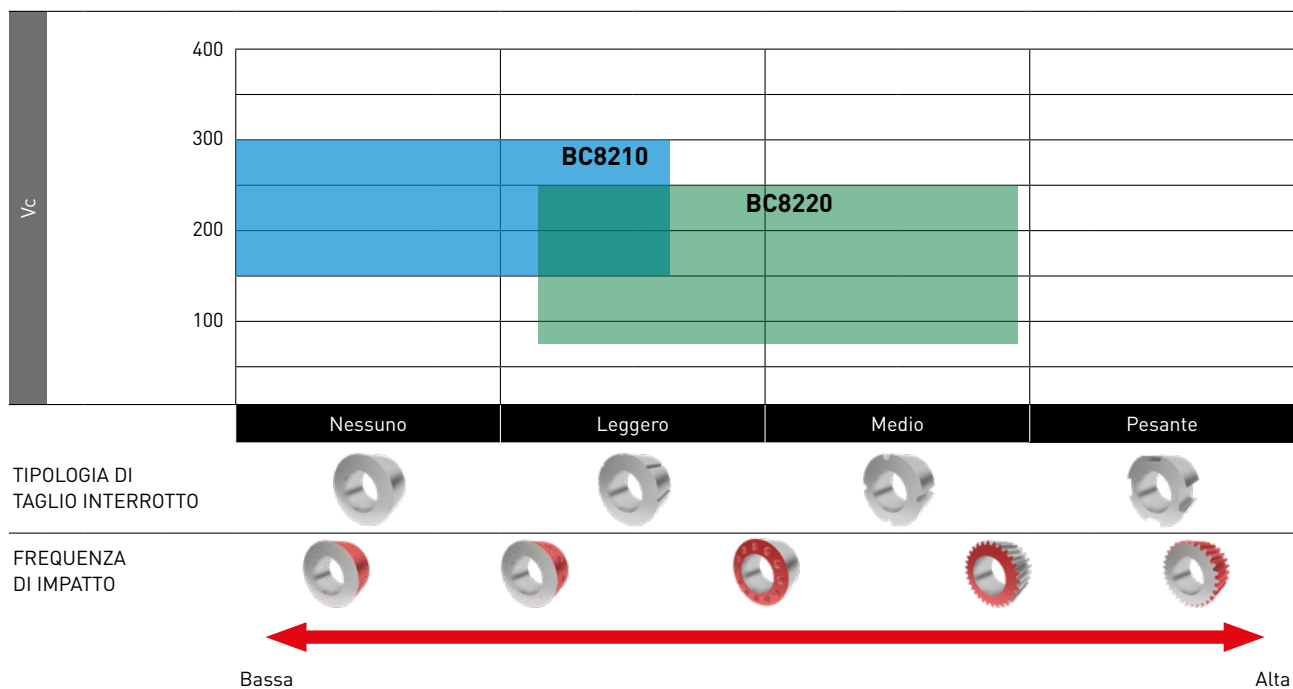 400
300
BC8210
BC8220
200
100
Vc
Nessuno Leggero Medio Pesante
TIPOLOGIA DI
TAGLIO INTERROTTO
FREQUENZA
DI IMPATTO
Bassa Alta